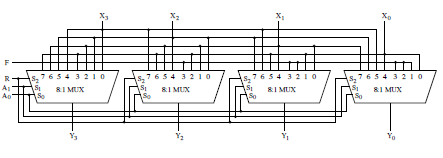 X3 X2 X1 X0
F
7 6 5 4 3 2 1 0 7 6 5 4 3 2 1 0 7 6 5 4 3 2 1 0 7 6 5 4 3 2 1 0
R S2 S2 S2 S2
A1 S1 S1 S1 S1
8:1 MUX 8:1 MUX 8:1 MUX 8:1 MUX
A0 S0 S0 S0 S0
Y3 Y2 Y1 Y0